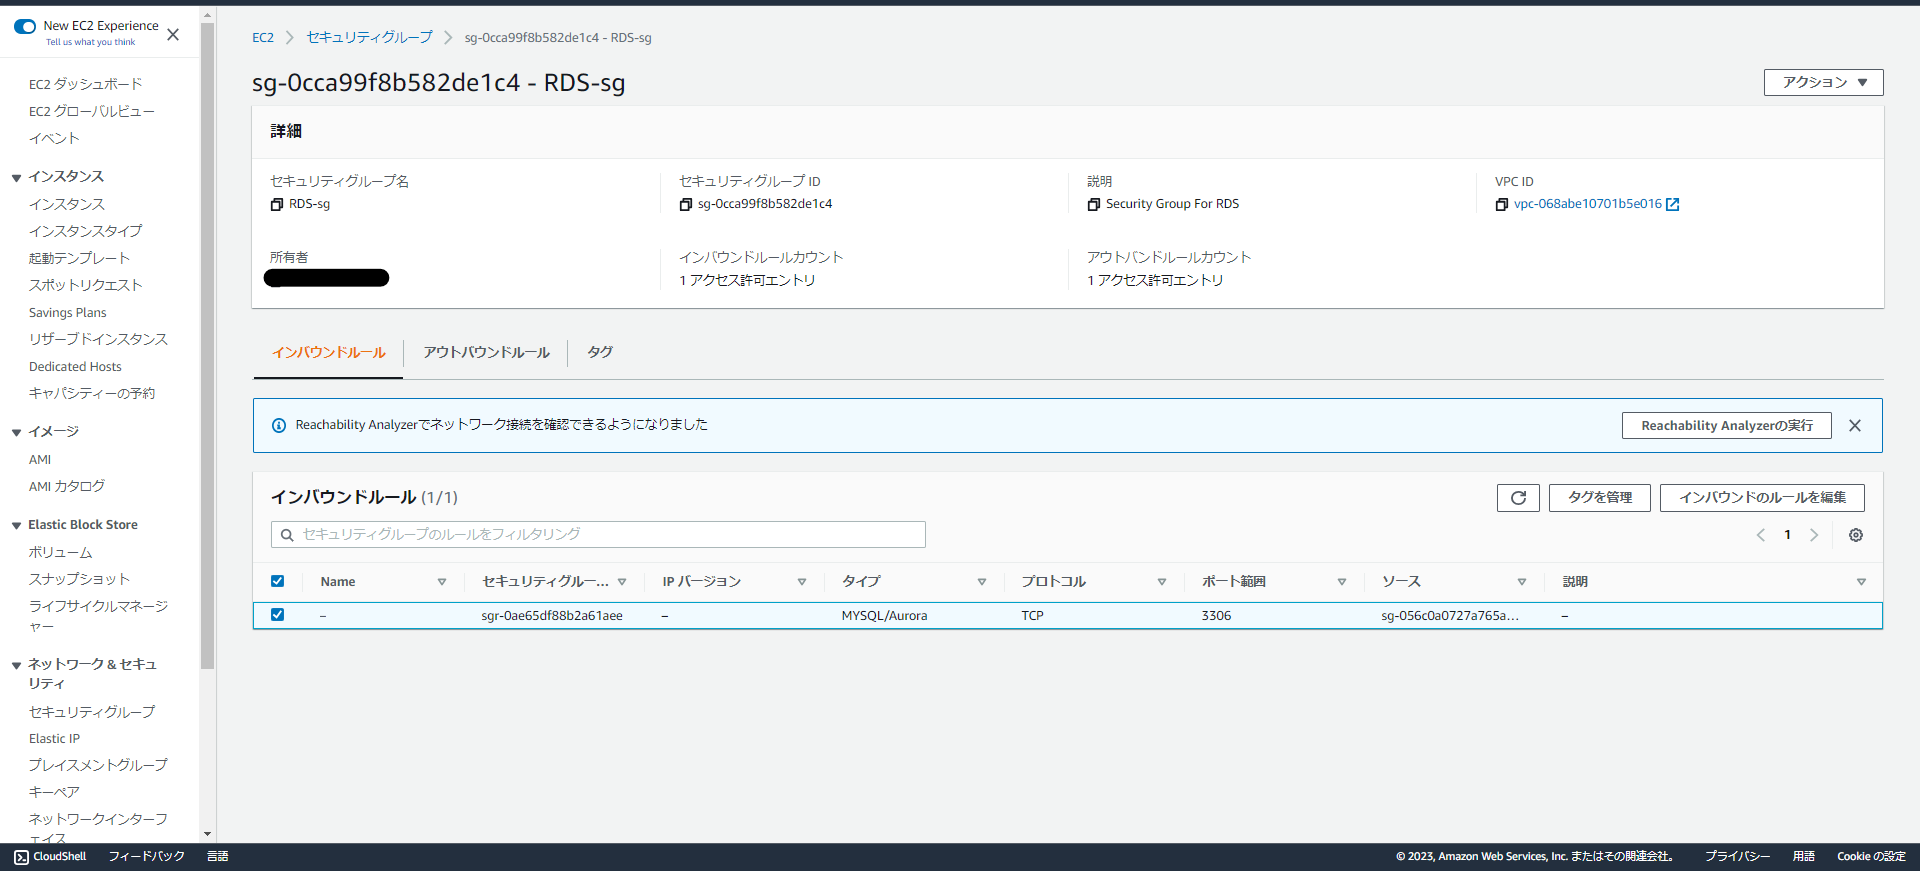 New EC2 Experience
Tell us what you think
EC2 ダッシュボード
EC2 グローバルビュー
イベント
インスタンス
インスタンス
インスタンスタイプ
起動テンプレート
スポットリクエスト
Savings Plans
リザーブドインスタンス
Dedicated Hosts
キャパシティーの予約
イメージ
AMI
AMI カタログ
Elastic Block Store
ボリューム
スナップショット
ライフサイクルマネージ
ャー
ネットワーク & セキュ
リティ
セキュリティグループ
Elastic IP
プレイスメントグループ
キーペア
ネットワークインターフ
ェイス
EC2 セキュリティグループ sg-0cca99f8b582de1c4 - RDS-sg
sg-0cca99f8b582de1c4 - RDS-sg
アクション
詳細
セキュリティグループ名
RDS-sg
セキュリティグループ ID
sg-0cca99f8b582de1c4
説明
Security Group For RDS
VPC ID
vpc-068abe10701b5e016
所有者
インバウンドルールカウント
1 アクセス許可エントリ
アウトバンドルールカウント
1 アクセス許可エントリ
インバウンドルール アウトバウンドルール タグ
Reachability Analyzerでネットワーク接続を確認できるようになりました
Reachability Analyzerの実行
インバウンドルール (1/1)
タグを管理
インバウンドのルールを編集
セキュリティグループのルールをフィルタリング
1
Name セキュリティグルー... IP バージョン タイプ プロトコル ポート範囲 ソース 説明
– sgr-0ae65df88b2a61aee – MYSQL/Aurora TCP 3306 sg-056c0a0727a765a... –
CloudShell フィードバック 言語
© 2023, Amazon Web Services, Inc. またはその関連会社。 プライバシー 用語 Cookie の設定